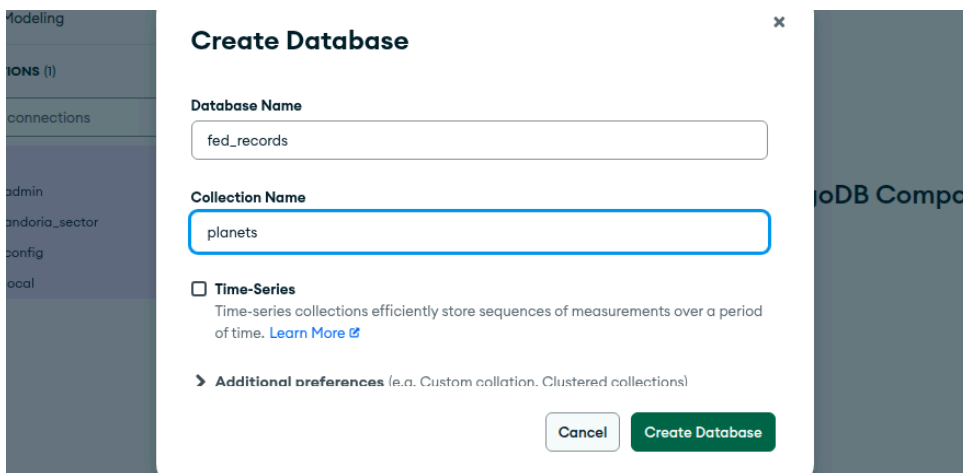 Modeling
IONS (1)
connections
admin
andoria_sector
config
local
Create Database
Database Name
fed_records
Collection Name
planets
Time-Series
Time-series collections efficiently store sequences of measurements over a period
of time. Learn More
Additional preferences (e.g. Custom collation, Clustered collections)
Cancel Create Database
goDB Compa